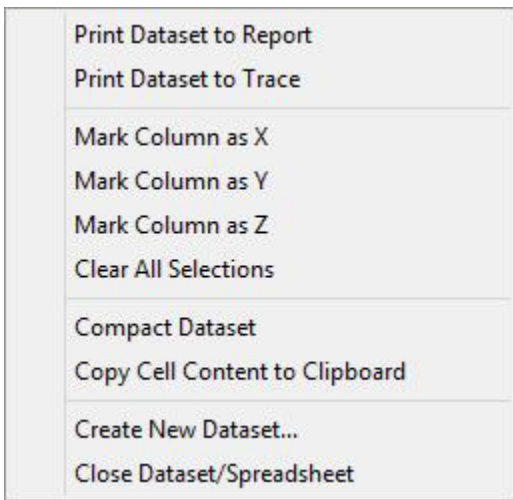 Print Dataset to Report
Print Dataset to Trace
Mark Column as X
Mark Column as Y
Mark Column as Z
Clear All Selections
Compact Dataset
Copy Cell Content to Clipboard
Create New Dataset...
Close Dataset/Spreadsheet